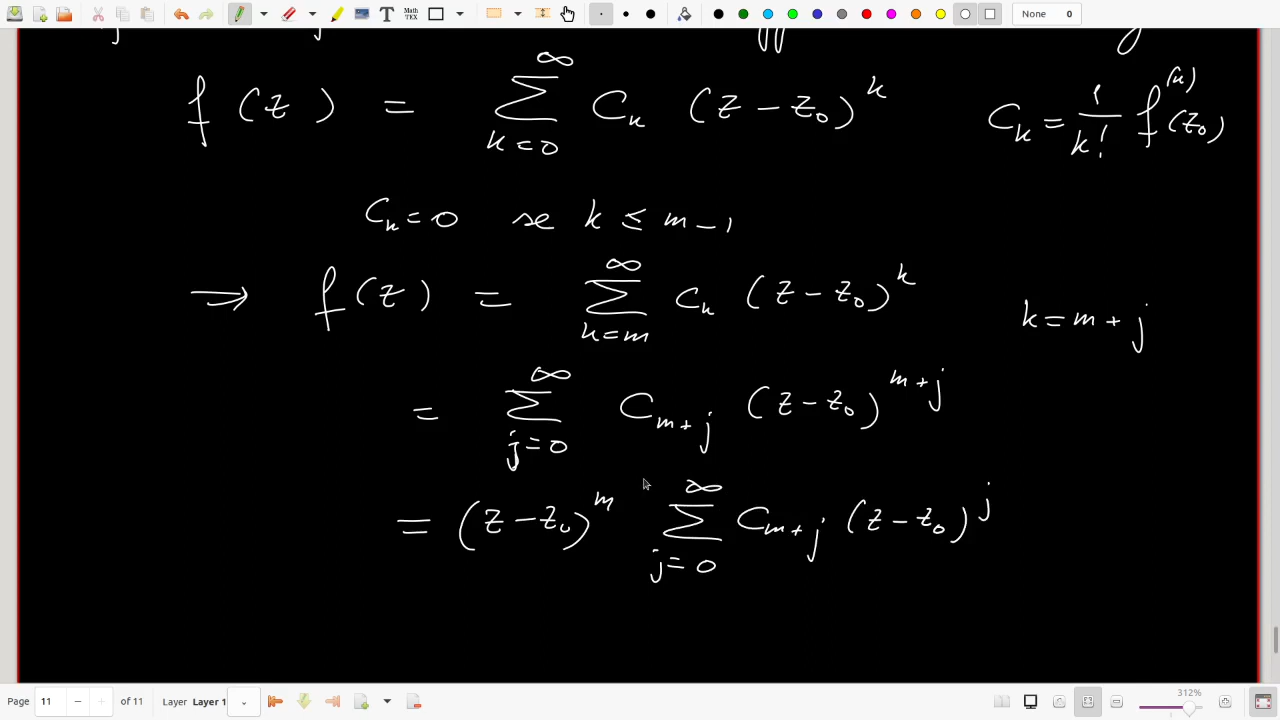 None 0
f(z) = ∑_{k=0}^{∞} C_k (z - z_0)^k    C_k = 1/k! f^{(k)}(z_0)
C_k = 0 se k ≤ m - 1
⇒ f(z) = ∑_{k=m}^{∞} c_k (z - z_0)^k    k = m + j
= ∑_{j=0}^{∞} C_{m+j} (z - z_0)^{m+j}
= (z - z_0)^m ∑_{j=0}^{∞} C_{m+j} (z - z_0)^j
Page 11 of 11 Layer Layer 1 312%